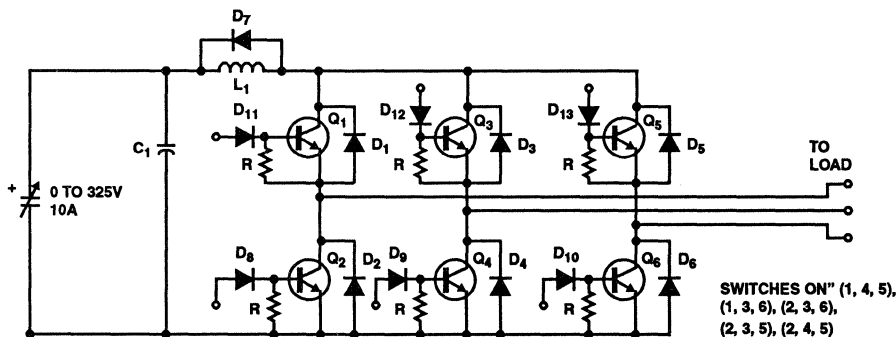 D7
L1
D11
Q1
D12
Q3
D13
Q5
C1
R
D1
R
D3
R
D5
TO
LOAD
+
0 TO 325V
10A
D8
Q2
D2
D9
Q4
D4
D10
Q6
D6
R
R
R
SWITCHES ON" (1, 4, 5),
(1, 3, 6), (2, 3, 6),
(2, 3, 5), (2, 4, 5)